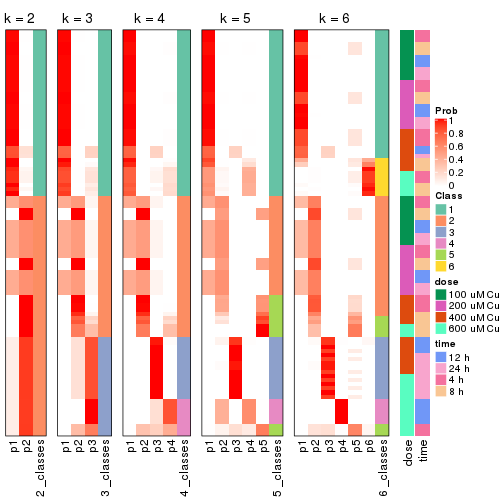 k = 2 k = 3 k = 4 k = 5 k = 6
Prob
1
0.8
0.6
0.4
0.2
0
Class
1
2
3
4
5
6
dose
100 uM Cu
200 uM Cu
400 uM Cu
600 uM Cu
time
12 h
24 h
4 h
8 h
p1 p2 2_classes p1 p2 p3 3_classes p1 p2 p3 p4 4_classes p1 p2 p3 p4 p5 5_classes p1 p2 p3 p4 p5 p6 6_classes dose time